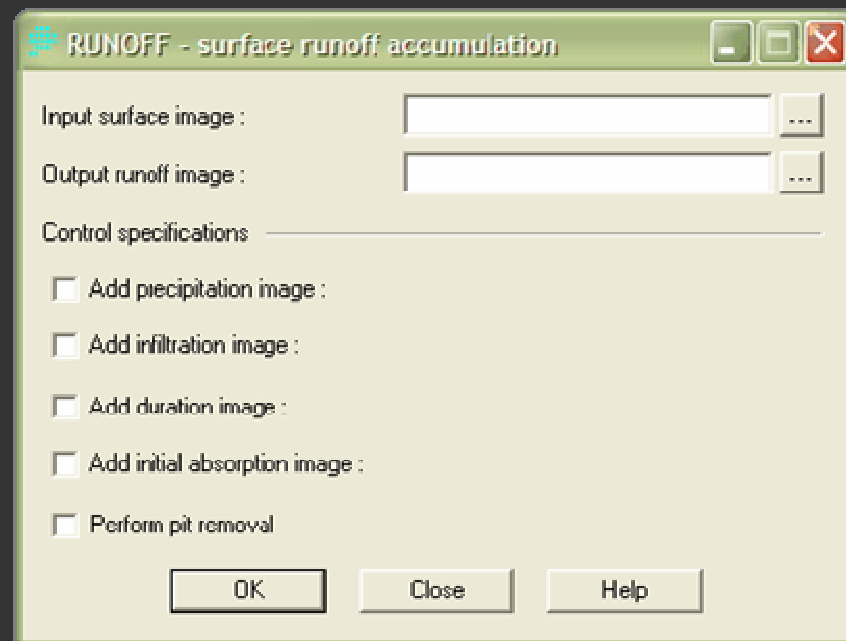 RUNOFF - surface runoff accumulation
Input surface image :
...
Output runoff image :
...
Control specifications
Add precipitation image :
Add infiltration image :
Add duration image :
Add initial absorption image :
Perform pit removal
OK Close Help